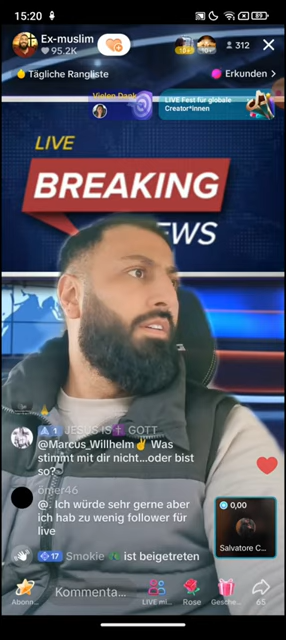 15:20
89
Ex-muslim
95.2K
312
Tägliche Rangliste
Erkunden >
Vielen Dank
LIVE Fest für globale
Creator*innen
LIVE
BREAKING
NEWS
1 JESUS IS GOTT
@Marcus_Willhelm Was
stimmt mit dir nicht...oder bist
so?
ömer46
@. Ich würde sehr gerne aber
ich hab zu wenig follower für
live
17 Smokie ist beigetreten
0,00
Salvatore C...
Abonn...
Kommenta...
LIVE mi...
Rose
Gesche...
65